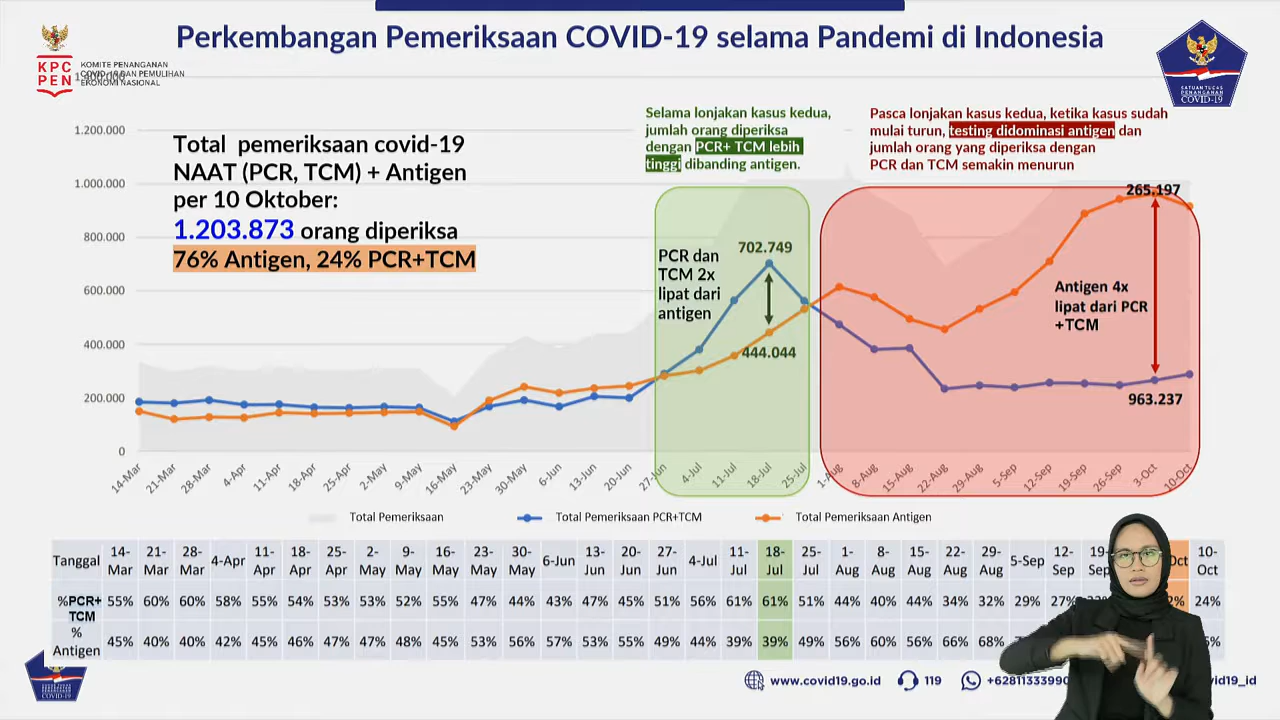 Perkembangan Pemeriksaan COVID-19 selama Pandemi di Indonesia
KPC
PEN
KOMITE PENANGANAN
COVID-19 DAN PEMULIHAN
EKONOMI NASIONAL
SATUAN TUGAS
PENANGANAN
COVID-19
Total pemeriksaan covid-19
NAAT (PCR, TCM) + Antigen
per 10 Oktober:
1.203.873 orang diperiksa
76% Antigen, 24% PCR+TCM
Selama lonjakan kasus kedua,
jumlah orang diperiksa
dengan PCR+ TCM lebih
tinggi dibanding antigen.
Pasca lonjakan kasus kedua, ketika kasus sudah
mulai turun, testing didominasi antigen dan
jumlah orang yang diperiksa dengan
PCR dan TCM semakin menurun
1.200.000
1.000.000
800.000
600.000
400.000
200.000
0
PCR dan
TCM 2x
lipat dari
antigen
702.749
444.044
265.197
Antigen 4x
lipat dari PCR
+TCM
963.237
14-Mar 21-Mar 28-Mar 4-Apr 11-Apr 18-Apr 25-Apr 2-May 9-May 16-May 23-May 30-May 6-Jun 13-Jun 20-Jun 27-Jun 4-Jul 11-Jul 18-Jul 25-Jul 1-Aug 8-Aug 15-Aug 22-Aug 29-Aug 5-Sep 12-Sep 19-Sep 26-Sep 3-Oct 10-Oct
Total Pemeriksaan Total Pemeriksaan PCR+TCM Total Pemeriksaan Antigen
Tanggal 14-Mar 21-Mar 28-Mar 4-Apr 11-Apr 18-Apr 25-Apr 2-May 9-May 16-May 23-May 30-May 6-Jun 13-Jun 20-Jun 27-Jun 4-Jul 11-Jul 18-Jul 25-Jul 1-Aug 8-Aug 15-Aug 22-Aug 29-Aug 5-Sep 12-Sep 19- Oct 10-Oct
%PCR+TCM 55% 60% 60% 58% 55% 54% 53% 53% 52% 55% 47% 44% 43% 47% 45% 51% 56% 61% 61% 51% 44% 40% 44% 34% 32% 29% 27% 24%
% Antigen 45% 40% 40% 42% 45% 46% 47% 47% 48% 45% 53% 56% 57% 53% 55% 49% 44% 39% 39% 49% 56% 60% 56% 66% 68%
COVID-19
www.covid19.go.id 119 +62811333990